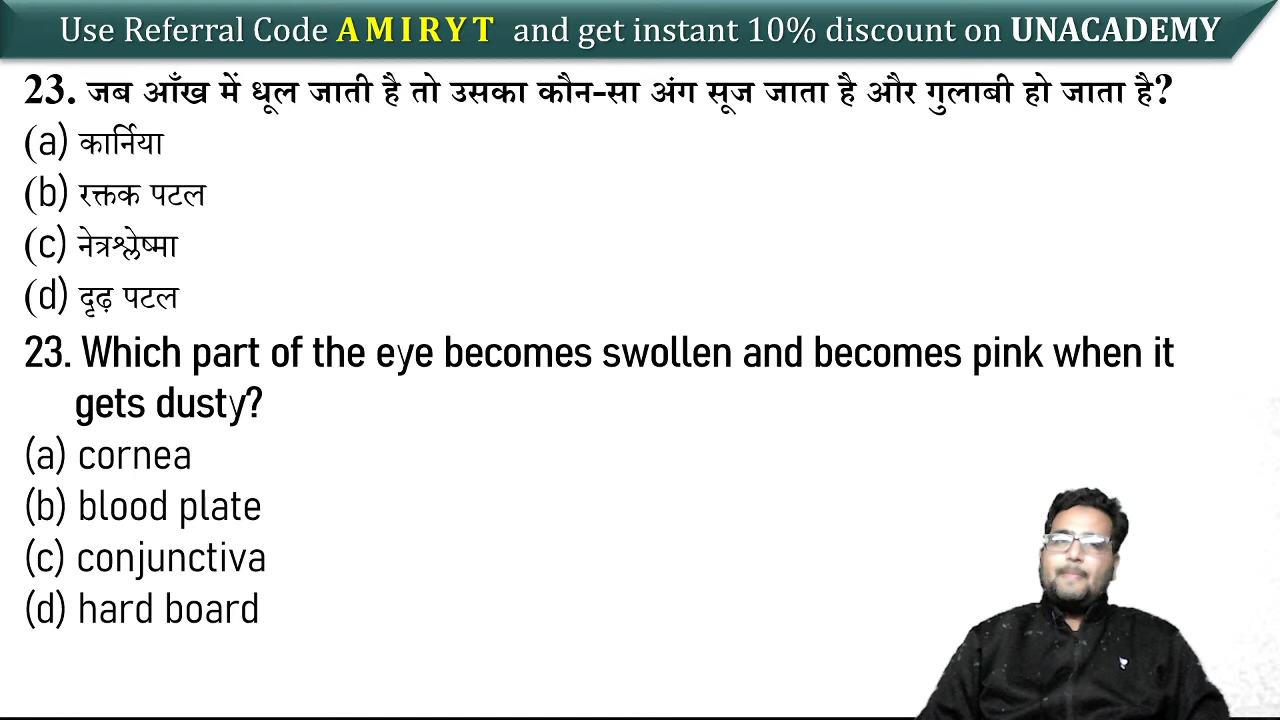 Use Referral Code AMIRYT and get instant 10% discount on UNACADEMY
23. जब आँख में धूल जाती है तो उसका कौन-सा अंग सूज जाता है और गुलाबी हो जाता है?
(a) कार्निया
(b) रक्तक पटल
(c) नेत्रश्लेष्मा
(d) दृढ़ पटल
23. Which part of the eye becomes swollen and becomes pink when it
gets dusty?
(a) cornea
(b) blood plate
(c) conjunctiva
(d) hard board